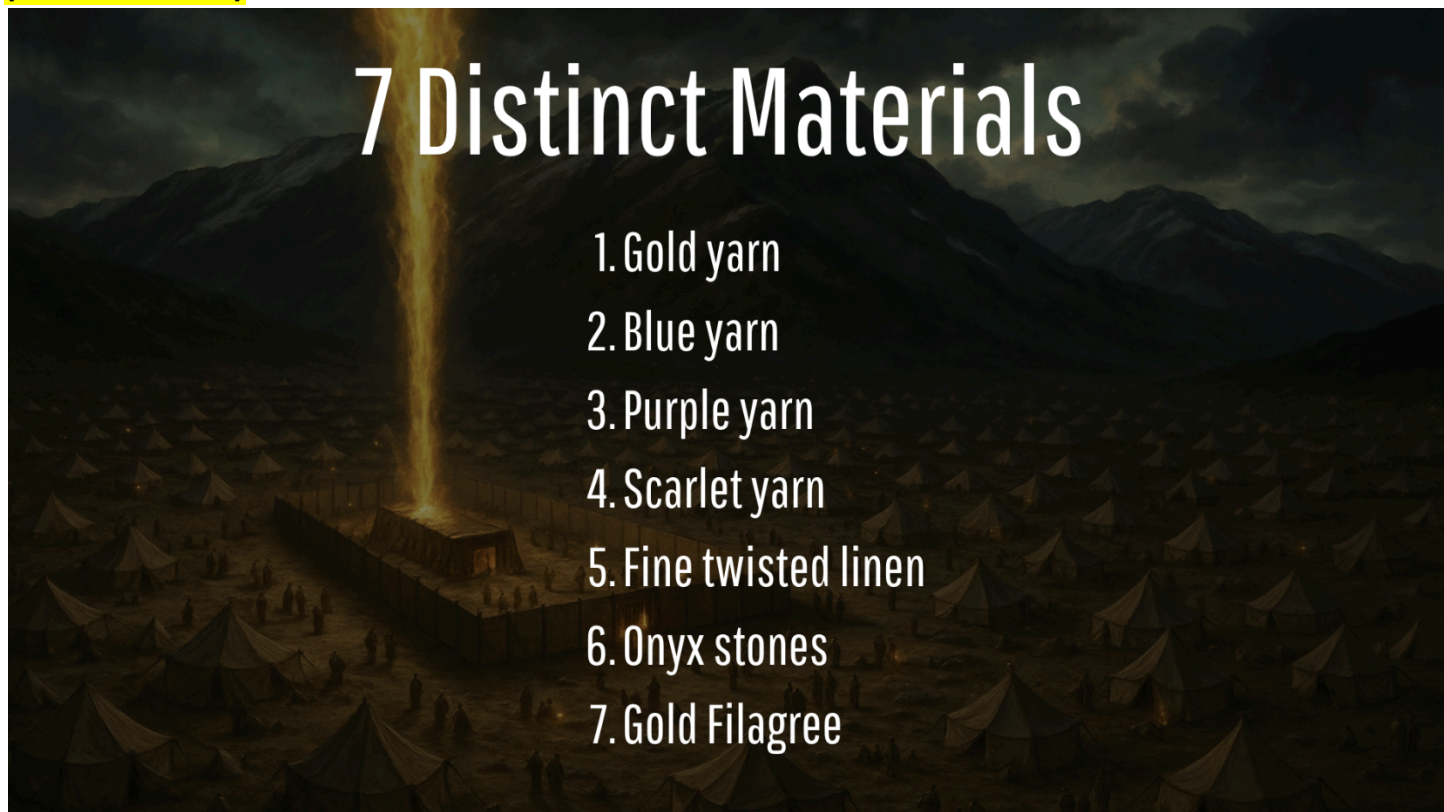 7 Distinct Materials
1. Gold yarn
2. Blue yarn
3. Purple yarn
4. Scarlet yarn
5. Fine twisted linen
6. Onyx stones
7. Gold Filagree